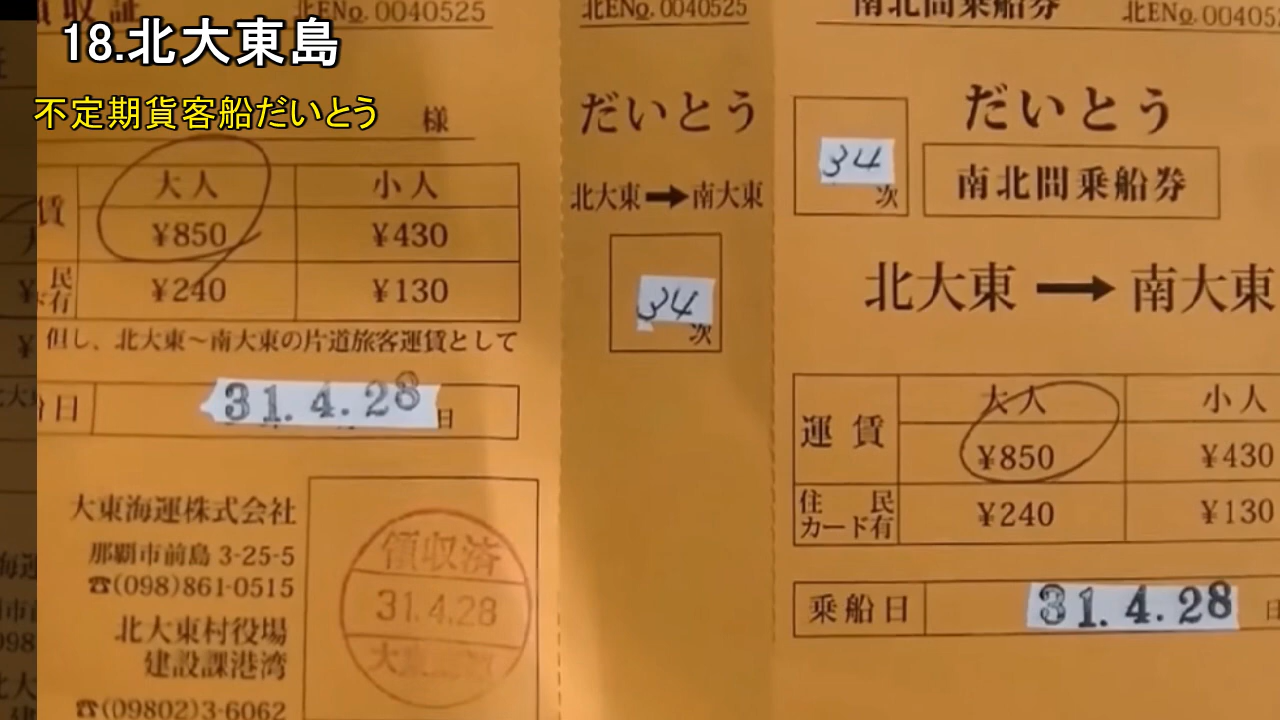 18.北大東島
不定期貨客船だいとう
領収証
北ENo. 0040525
様
賃
大人
小人
¥850
¥430
民
有
¥240
¥130
但し、北大東～南大東の片道旅客運賃として
日
31.4.28
日
大東海運株式会社
那覇市前島 3-25-5
☎(098)861-0515
北大東村役場
建設課港湾
☎(09802)3-6062
領収済
31.4.28
北ENo. 0040525
だいとう
北大東➡南大東
34
次
南北間乗船券
北ENo. 004052
34
次
だいとう
南北間乗船券
北大東➡南大東
運賃
大人
小人
¥850
¥430
住民
カード有
¥240
¥130
乗船日
31.4.28
日